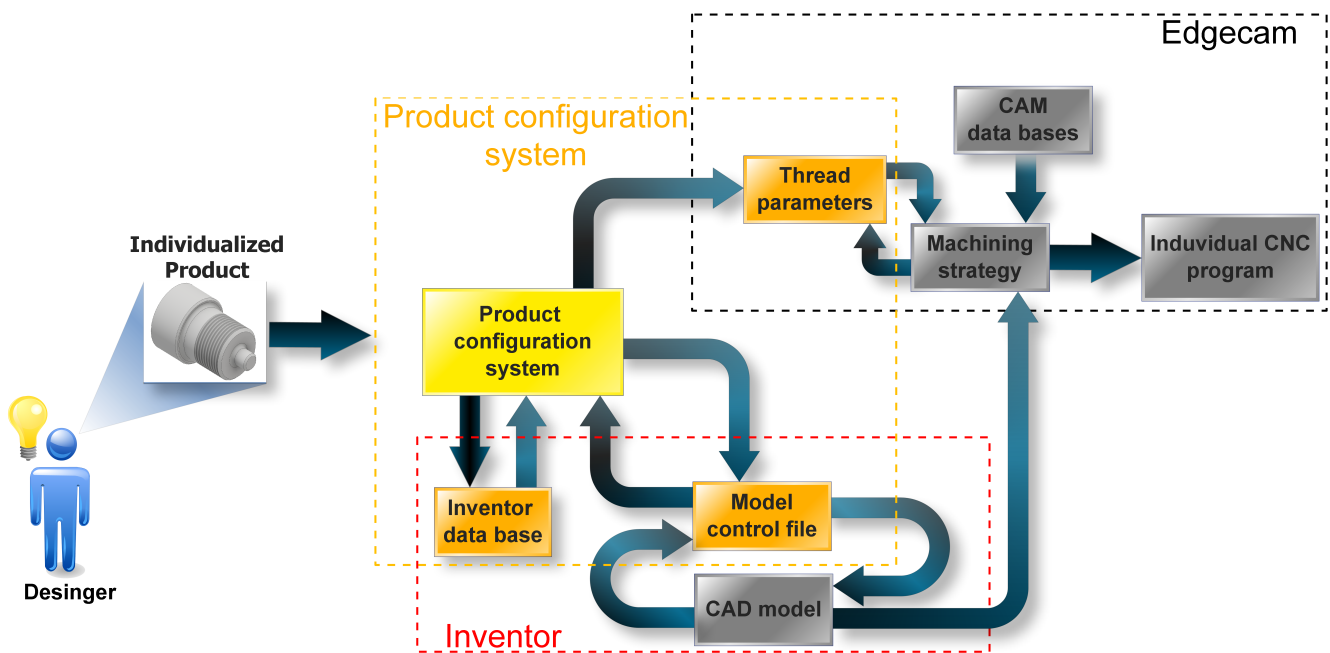 Edgecam
Product configuration
system
CAM
data bases
Thread
parameters
Individualized
Product
Machining
strategy
Induvidual CNC
program
Product
configuration
system
Inventor
data base
Model
control file
Desinger
CAD model
Inventor